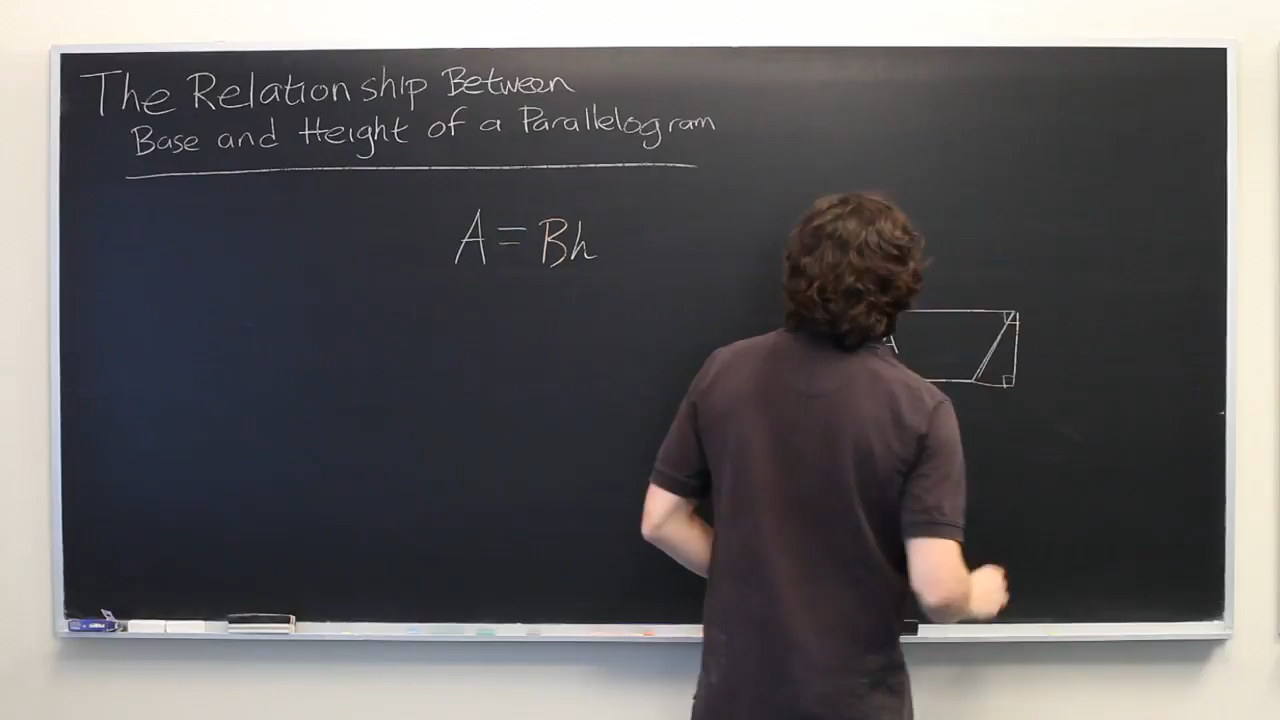 The Relationship Between
Base and Height of a Parallelogram
A = Bh
A